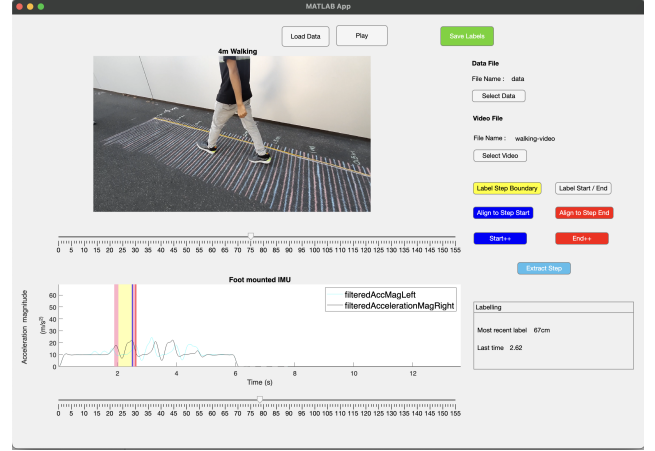 MATLAB App
Load Data
Play
Save Labels
4m Walking
Data File
File Name : data
Select Data
Video File
File Name : walking-video
Select Video
Label Step Boundary
Label Start / End
Align to Step Start
Align to Step End
Start++
End++
Extract Step
0 5 10 15 20 25 30 35 40 45 50 55 60 65 70 75 80 85 90 95 100 105 110 115 120 125 130 135 140 145 150 155
Foot mounted IMU
filteredAccMagLeft
filteredAccelerationMagRight
Acceleration magnitude
(m/s²)
60
50
40
30
20
10
0
2 4 6 8 10 12
Time (s)
Labelling
Most recent label 67cm
Last time 2.62
0 5 10 15 20 25 30 35 40 45 50 55 60 65 70 75 80 85 90 95 100 105 110 115 120 125 130 135 140 145 150 155